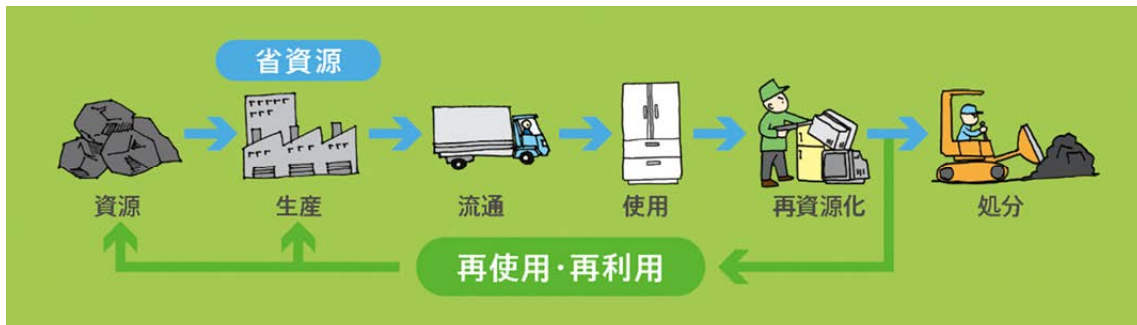 省資源
資源
生産
流通
使用
再資源化
処分
再使用・再利用